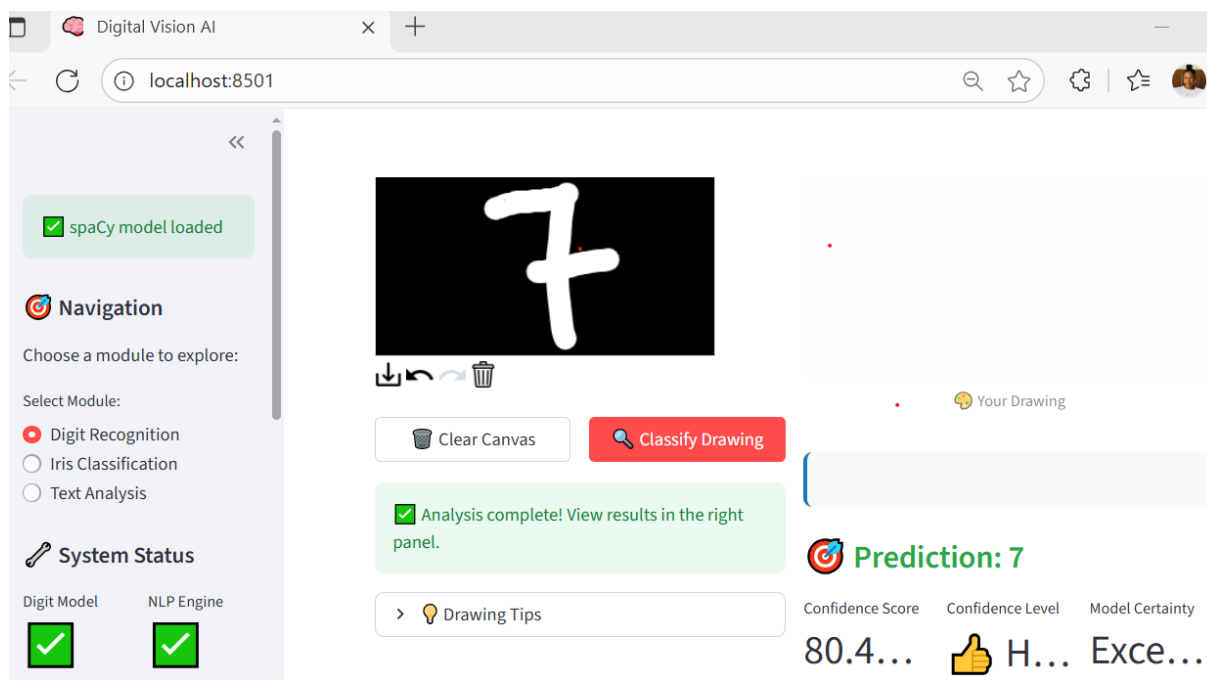 Digital Vision AI
localhost:8501
spaCy model loaded
Navigation
Choose a module to explore:
Select Module:
Digit Recognition
Iris Classification
Text Analysis
System Status
Digit Model NLP Engine
7
Clear Canvas
Classify Drawing
Analysis complete! View results in the right
panel.
Drawing Tips
Your Drawing
Prediction: 7
Confidence Score Confidence Level Model Certainty
80.4... H... Exce...